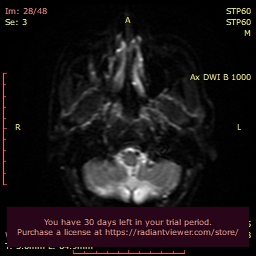 Im: 28/48
Se: 3
STP60
STP60
M
A
Ax DWI B 1000
R
L
You have 30 days left in your trial period.
Purchase a license at https://radiantviewer.com/store/